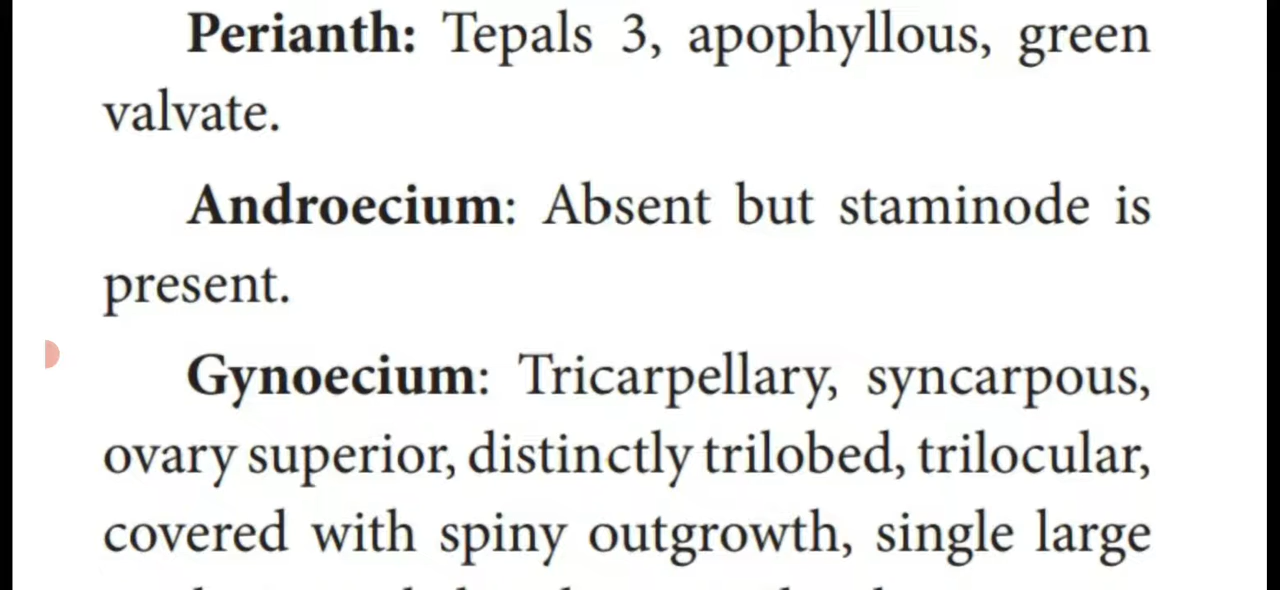 Perianth: Tepals 3, apophyllous, green
valvate.
Androecium: Absent but staminode is
present.
Gynoecium: Tricarpellary, syncarpous,
ovary superior, distinctly trilobed, trilocular,
covered with spiny outgrowth, single large